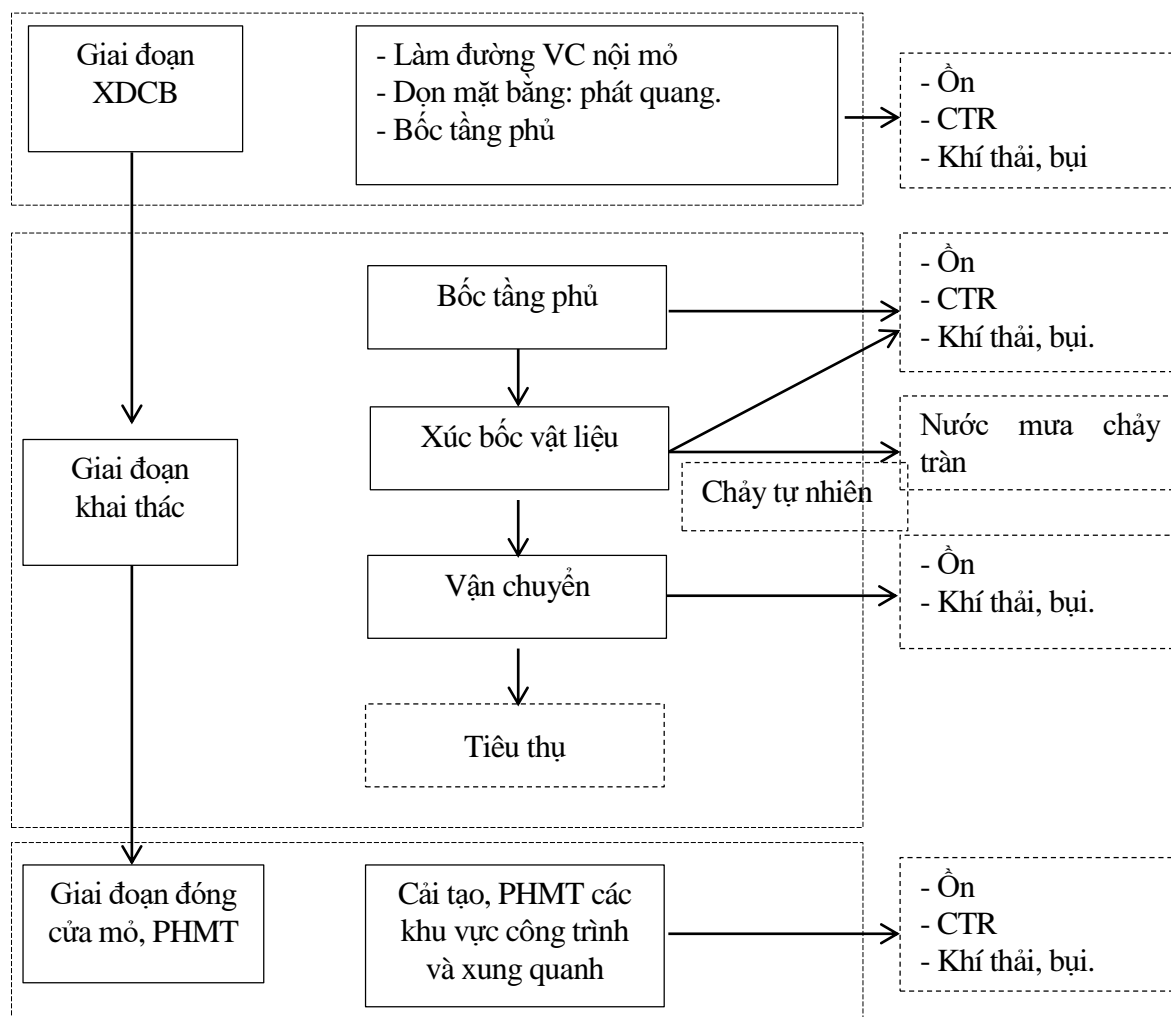 Giai đoạn
XDCB
- Làm đường VC nội mỏ
- Dọn mặt bằng: phát quang.
- Bốc tầng phủ
- Ồn
- CTR
- Khí thải, bụi
Bốc tầng phủ
- Ồn
- CTR
- Khí thải, bụi.
Giai đoạn
khai thác
Xúc bốc vật liệu
Nước mưa chảy
tràn
Chảy tự nhiên
Vận chuyển
- Ồn
- Khí thải, bụi.
Tiêu thụ
Giai đoạn đóng
cửa mỏ, PHMT
Cải tạo, PHMT các
khu vực công trình
và xung quanh
- Ồn
- CTR
- Khí thải, bụi.